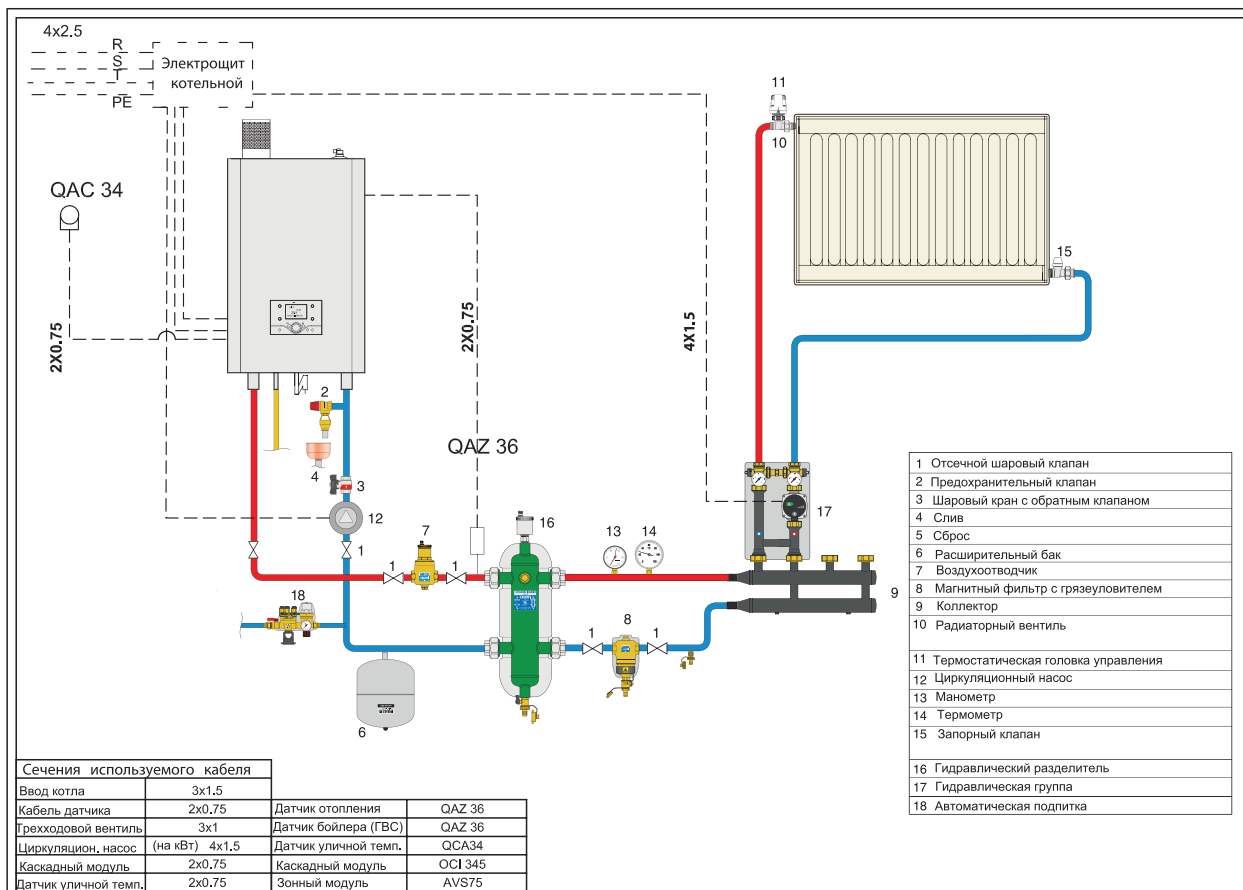 4x2.5
R
S
T
PE
Электрощит
котельной
QAC 34
2X0.75
2X0.75
4X1.5
QAZ 36
11
10
15
2
4
3
12
1
7
1
1
16
13
14
17
9
18
6
1
8
1
1 Отсечной шаровый клапан
2 Предохранительный клапан
3 Шаровый кран с обратным клапаном
4 Слив
5 Сброс
6 Расширительный бак
7 Воздухоотводчик
8 Магнитный фильтр с грязеуловителем
9 Коллектор
10 Радиаторный вентиль
11 Термостатическая головка управления
12 Циркуляционный насос
13 Манометр
14 Термометр
15 Запорный клапан
16 Гидравлический разделитель
17 Гидравлическая группа
18 Автоматическая подпитка
Сечения используемого кабеля
Ввод котла 3x1.5
Кабель датчика 2x0.75 Датчик отопления QAZ 36
Трехходовой вентиль 3x1 Датчик бойлера (ГВС) QAZ 36
Циркуляцион. насос (на кВт) 4x1.5 Датчик уличной темп. QCA34
Каскадный модуль 2x0.75 Каскадный модуль OCI 345
Датчик уличной темп. 2x0.75 Зонный модуль AVS75